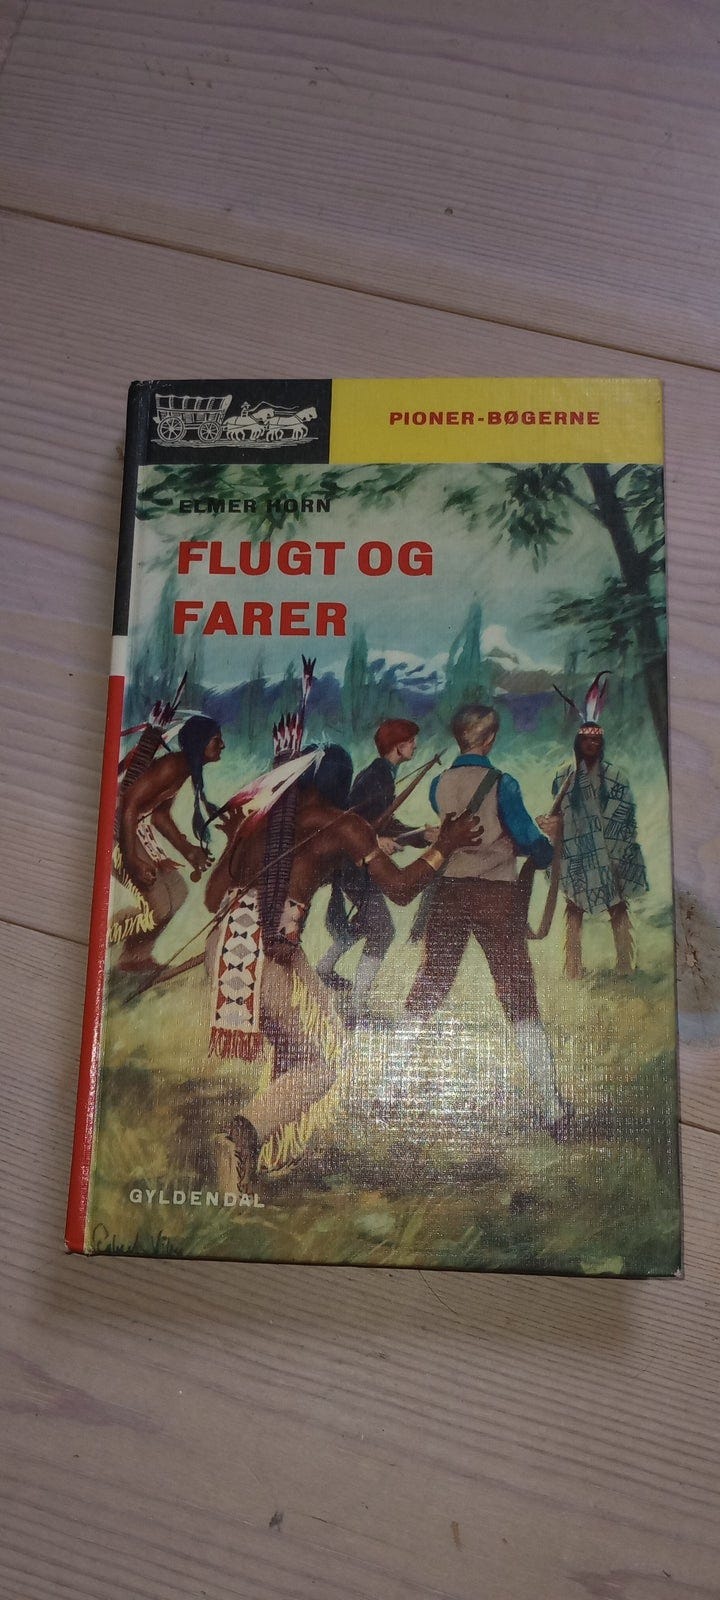 PIONER-BØGERNE
ELMER HORN
FLUGT OG
FARER
GYLDENDAL